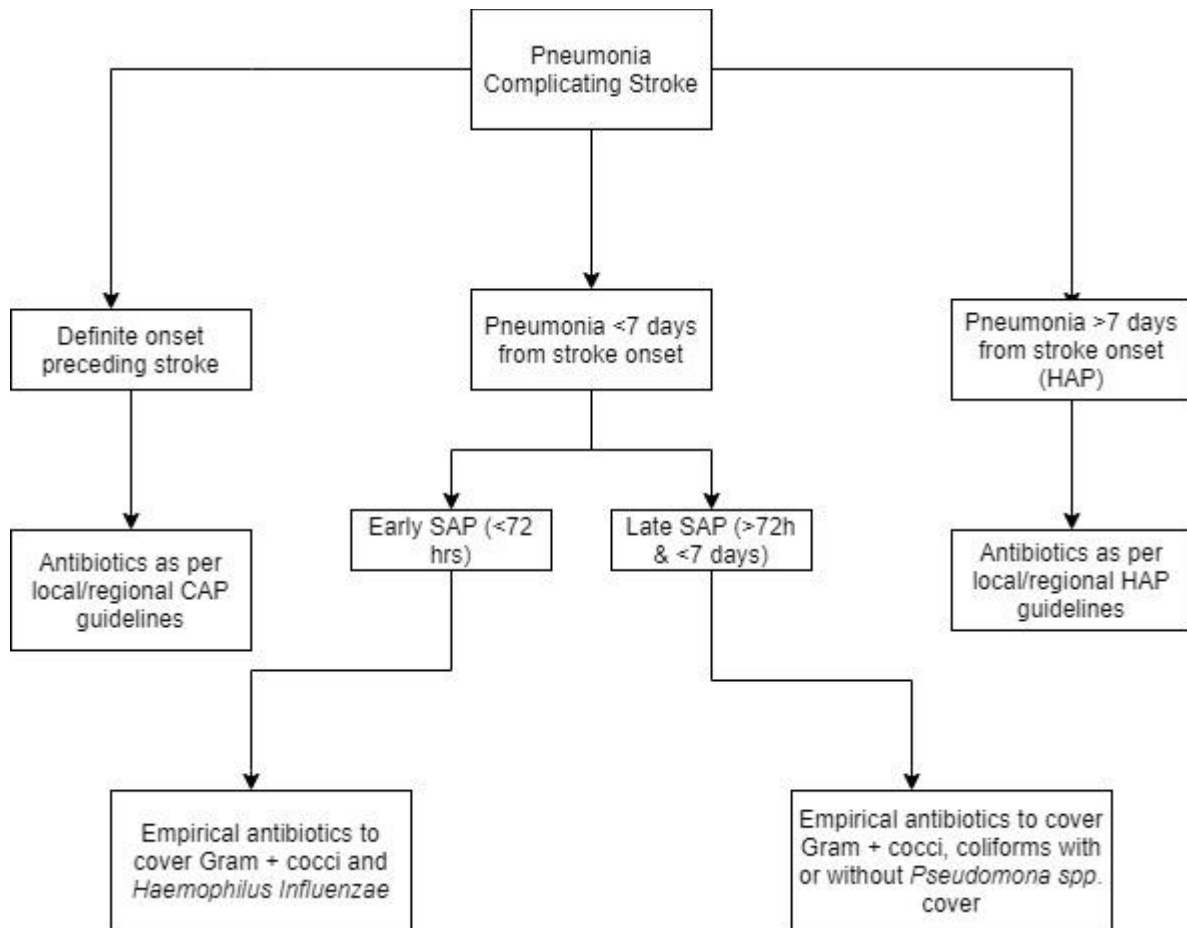 Pneumonia
Complicating Stroke
Definite onset
preceding stroke
Pneumonia <7 days
from stroke onset
Pneumonia >7 days
from stroke onset
(HAP)
Early SAP (<72
hrs)
Late SAP (>72h
& <7 days)
Antibiotics as per
local/regional CAP
guidelines
Antibiotics as per
local/regional HAP
guidelines
Empirical antibiotics to
cover Gram + cocci and
Haemophilus Influenzae
Empirical antibiotics to cover
Gram + cocci, coliforms with
or without Pseudomona spp.
cover